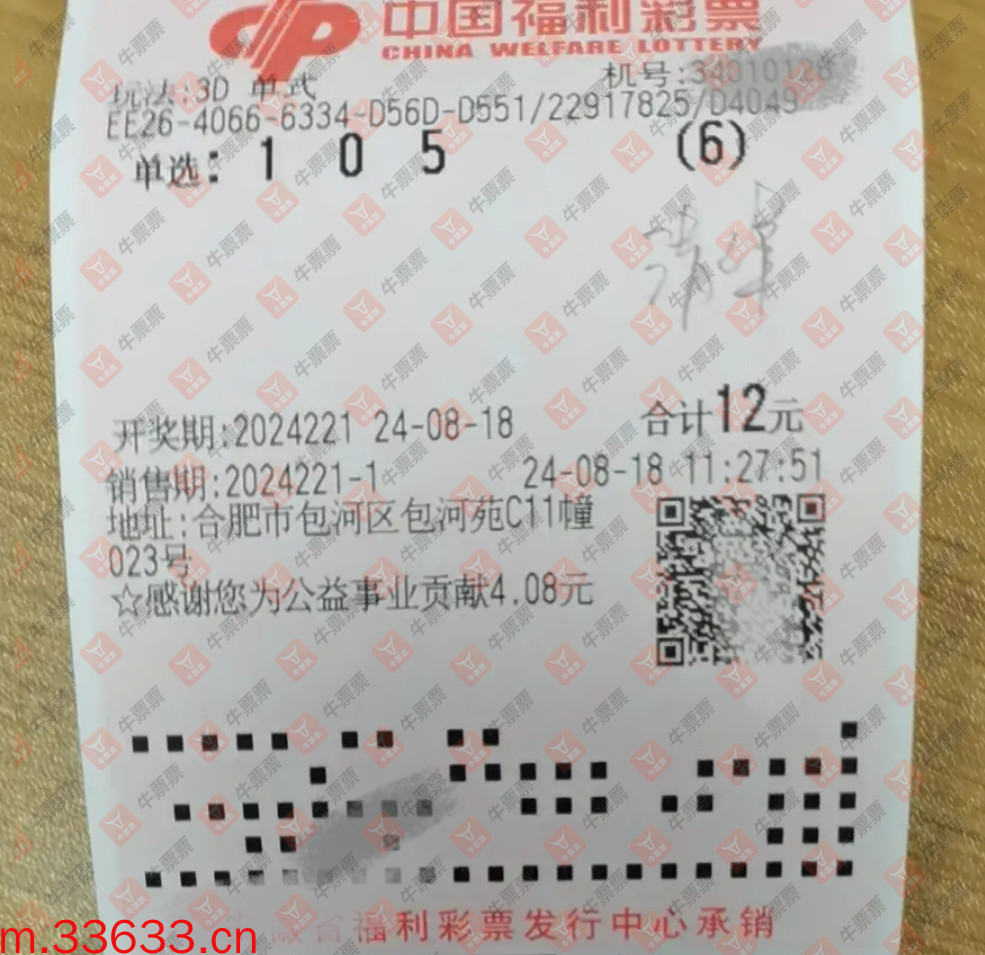 中国福利彩票
CHINA WELFARE LOTTERY
玩法:3D 单式 机号:34010128
EE26-4066-6334-D56D-D551/22917825/D4049
单选: 1 0 5 (6)
合计12元
开奖期:2024221 24-08-18
销售期:2024221-1 24-08-18 11:27:51
地址:合肥市包河区包河苑C11幢
023号
☆感谢您为公益事业贡献4.08元
省福利彩票发行中心承销
m.33633.cn
牛票票